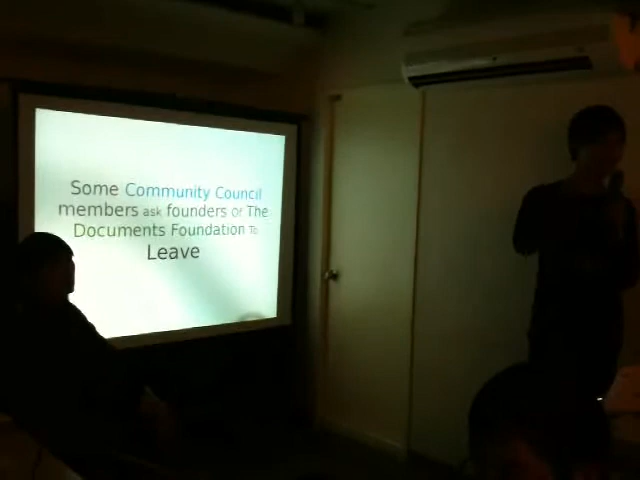 Some Community Council
members ask founders Of The
Documents Foundation To
Leave